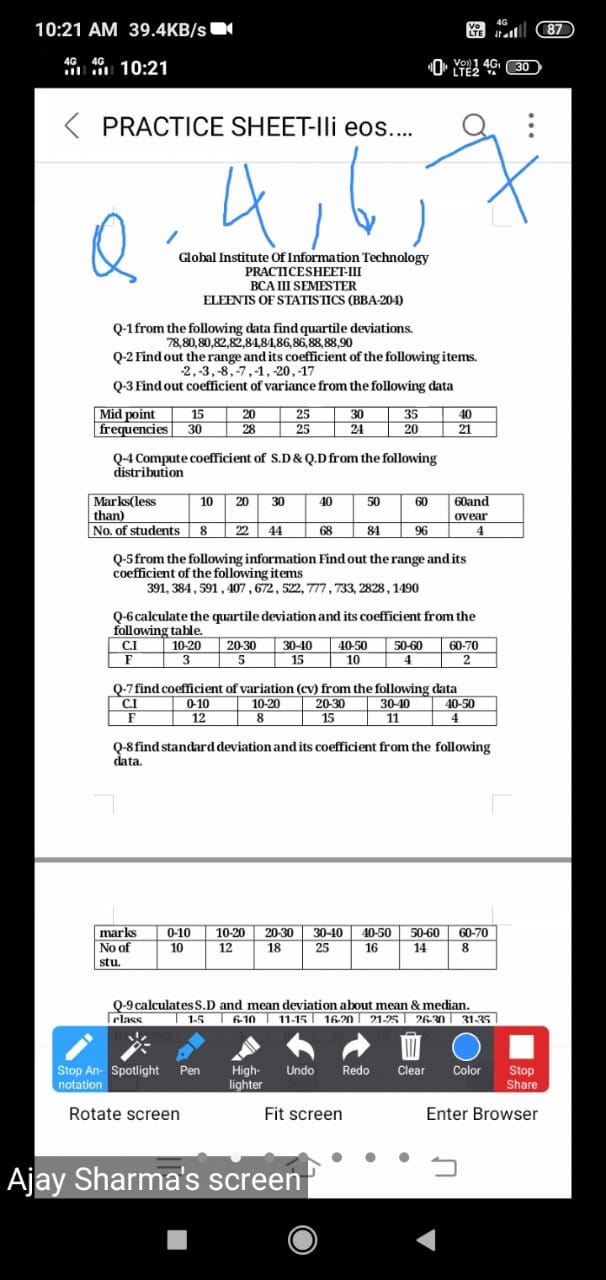 10:21 AM 39.4KB/s Vo LTE 4G 87
4G 4G 10:21 Vo)) 1 LTE2 4G 30
PRACTICE SHEET-IIi eos....
Q. 4, 6, 7
Global Institute Of Information Technology
PRACTICESHEET-III
BCA III SEMESTER
ELEENTS OF STATISTICS (BBA-204)
Q-1 from the following data find quartile deviations.
78,80,80,82,82,84,84,86,86,88,88,90
Q-2 Find out the range and its coefficient of the following items.
-2, -3, -8, -7, -1, -20, -17
Q-3 Find out coefficient of variance from the following data
Mid point 15 20 25 30 35 40
frequencies 30 28 25 24 20 21
Q-4 Compute coefficient of S.D & Q.D from the following
distribution
Marks(less 10 20 30 40 50 60 60and
than) ovear
No. of students 8 22 44 68 84 96 4
Q-5 from the following information Find out the range and its
coefficient of the following items
391, 384, 591, 407, 672, 522, 777, 733, 2828, 1490
Q-6 calculate the quartile deviation and its coefficient from the
following table.
C.I 10-20 20-30 30-40 40-50 50-60 60-70
F 3 5 15 10 4 2
Q-7 find coefficient of variation (cv) from the following data
C.I 0-10 10-20 20-30 30-40 40-50
F 12 8 15 11 4
Q-8 find standard deviation and its coefficient from the following
data.
marks 0-10 10-20 20-30 30-40 40-50 50-60 60-70
No of 10 12 18 25 16 14 8
stu.
Q-9 calculates S.D and mean deviation about mean & median.
class 1-5 6-10 11-15 16-20 21-25 26-30 31-35
Stop An- Spotlight Pen High- Undo Redo Clear Color Stop
notation lighter Share
Rotate screen Fit screen Enter Browser
Ajay Sharma's screen